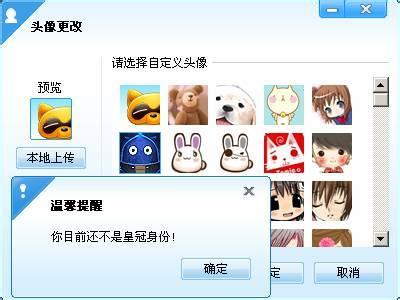 头像更改
请选择自定义头像
预览
本地上传
温馨提醒
你目前还不是皇冠身份!
确定
定
取消